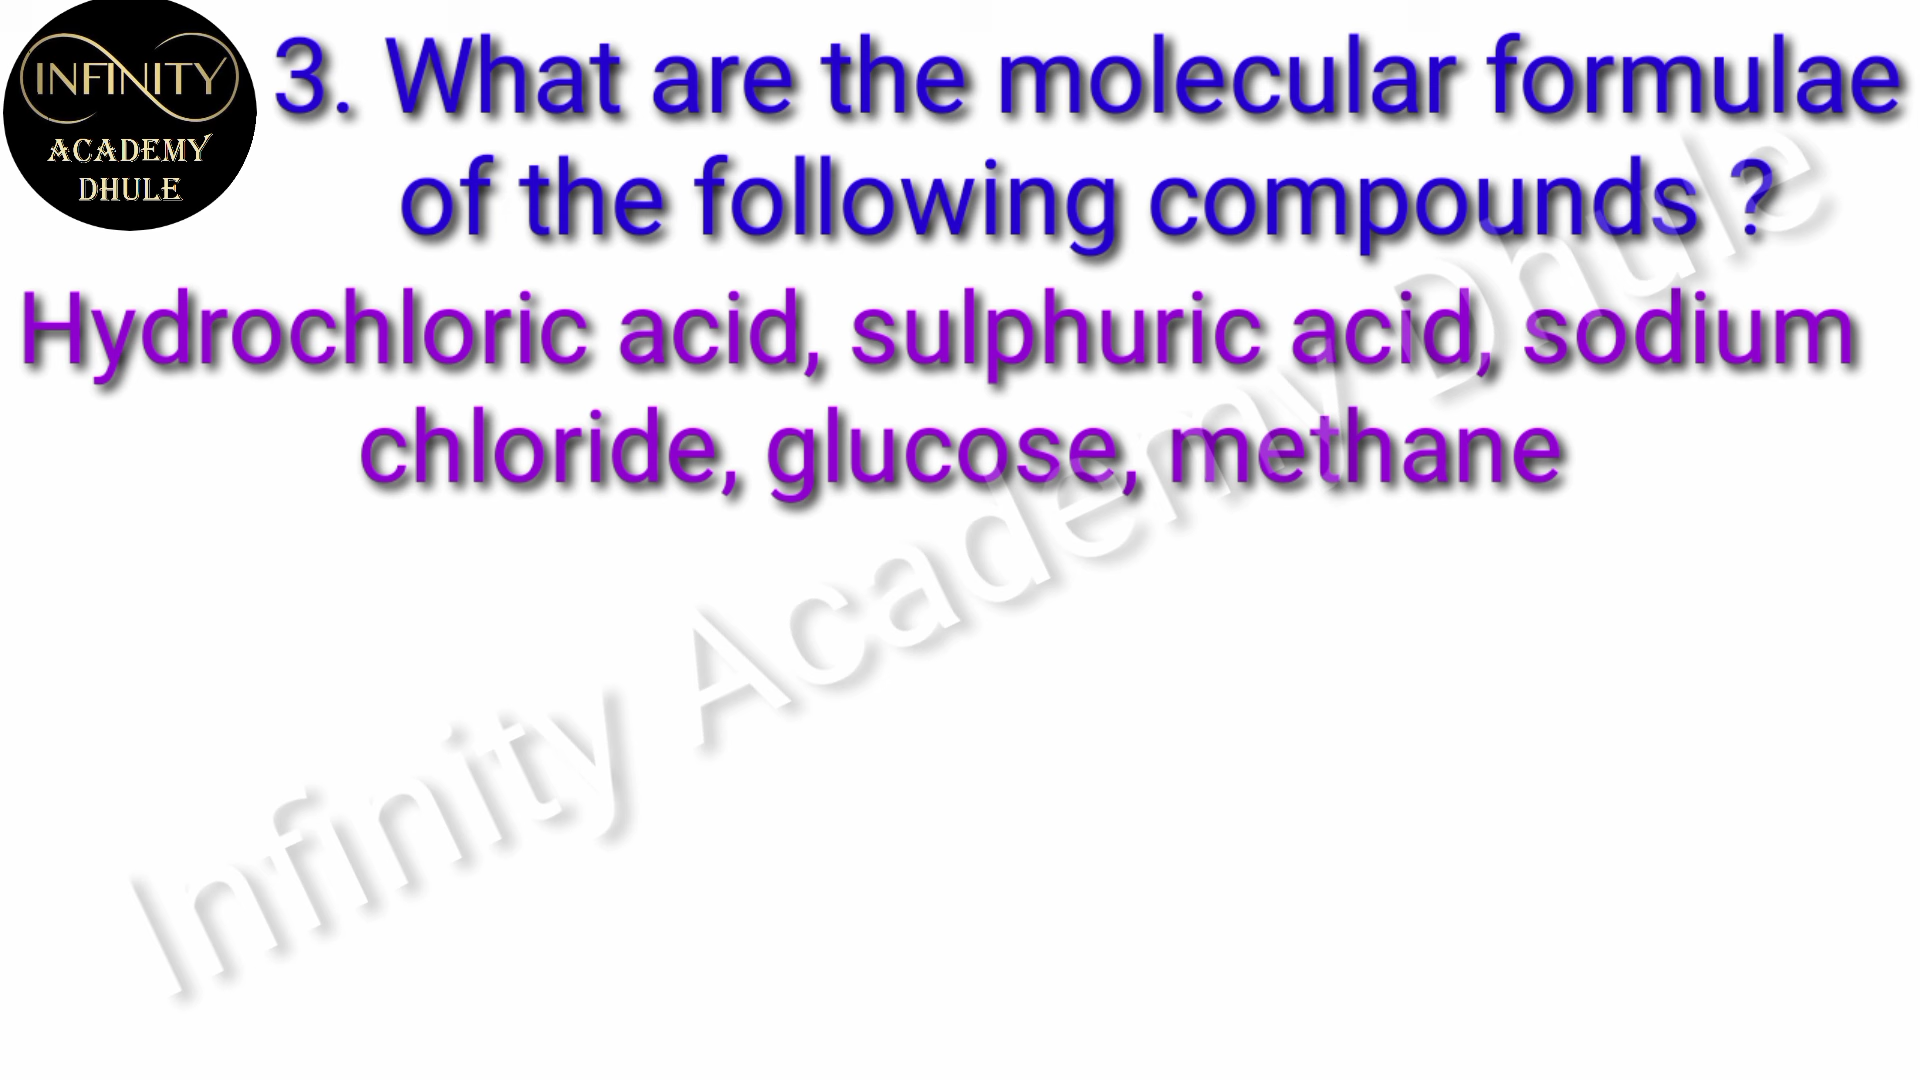 INFINITY
ACADEMY
DHULE
3. What are the molecular formulae
of the following compounds ?
Hydrochloric acid, sulphuric acid, sodium
chloride, glucose, methane
Infinity Academy Dhule